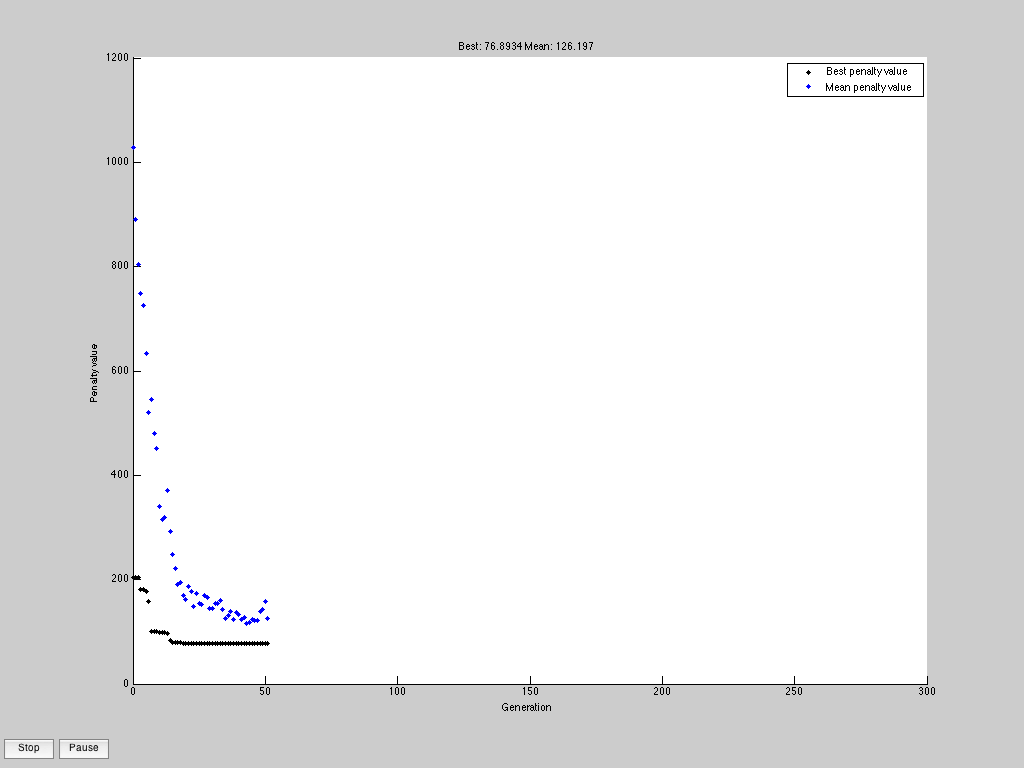 Best: 76.8934 Mean: 126.197
1200
1000
800
600
400
200
0
Penalty value
Best penalty value
Mean penalty value
0 50 100 150 200 250 300
Generation
Stop Pause